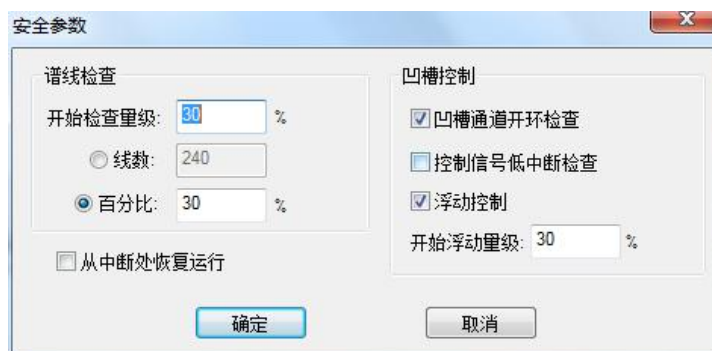 安全参数
谱线检查
开始检查量级: 30 %
线数: 240
百分比: 30 %
从中断处恢复运行
凹槽控制
凹槽通道开环检查
控制信号低中断检查
浮动控制
开始浮动量级: 30 %
确定
取消